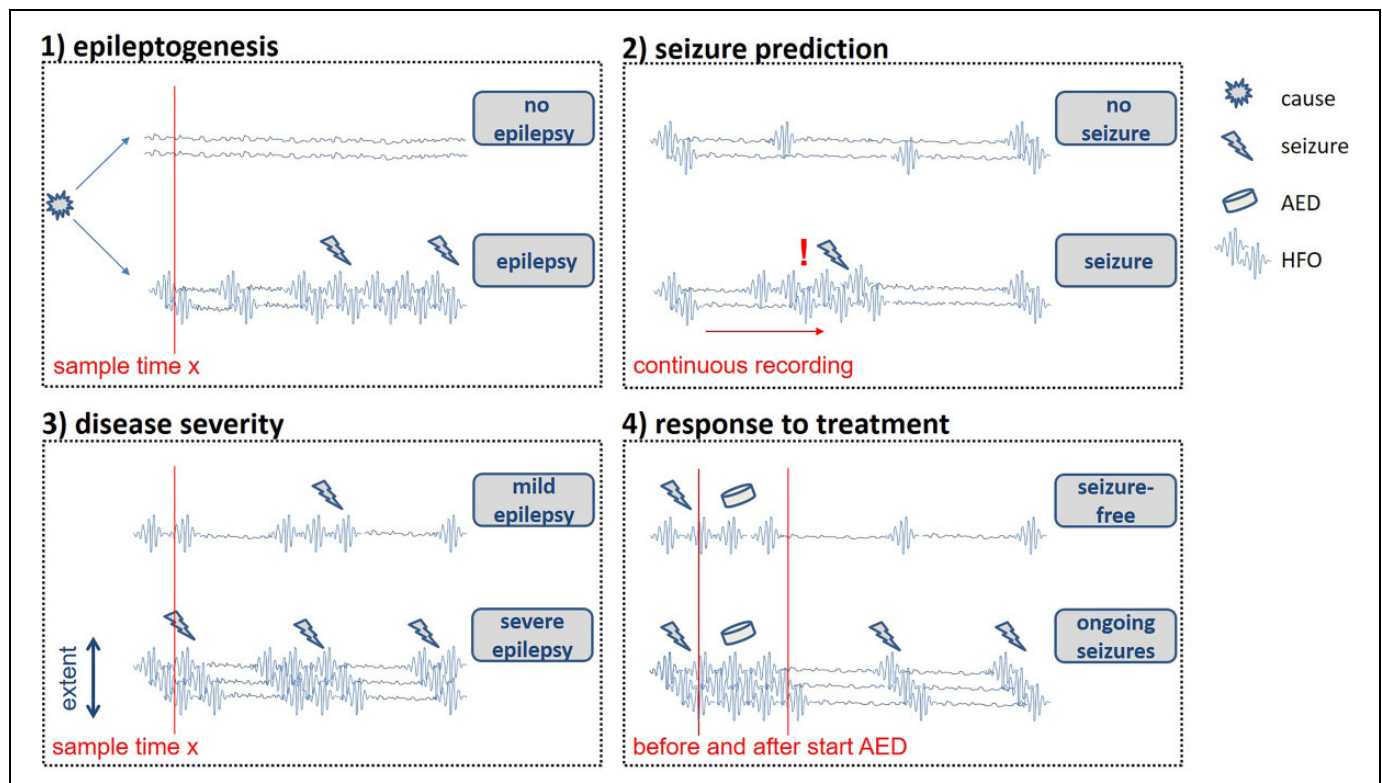 1) epileptogenesis
no
epilepsy
epilepsy
sample time x
2) seizure prediction
no
seizure
!
seizure
continuous recording
cause
seizure
AED
HFO
3) disease severity
mild
epilepsy
severe
epilepsy
extent
sample time x
4) response to treatment
seizure-
free
ongoing
seizures
before and after start AED